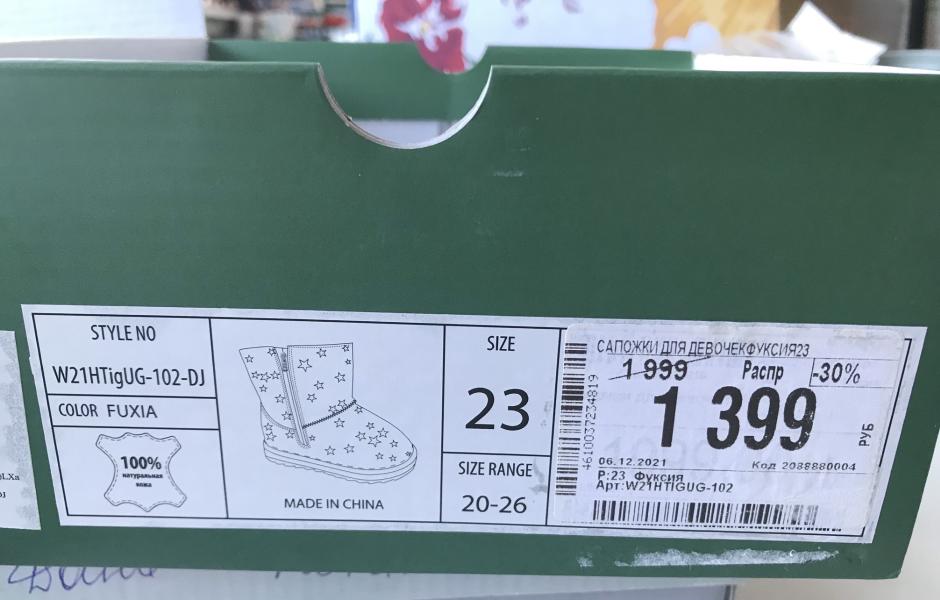 STYLE NO
W21HTigUG-102-DJ
COLOR FUXIA
100%
натуральная
кожа
MADE IN CHINA
SIZE
23
SIZE RANGE
20-26
САПОЖКИ ДЛЯ ДЕВОЧЕКФУКСИЯ23
1 999 Распр -30%
1 399
РУБ
4610037234819
06.12.2021 Код 2038880004
Р:23 Фуксия
Арт:W21HTIGUG-102